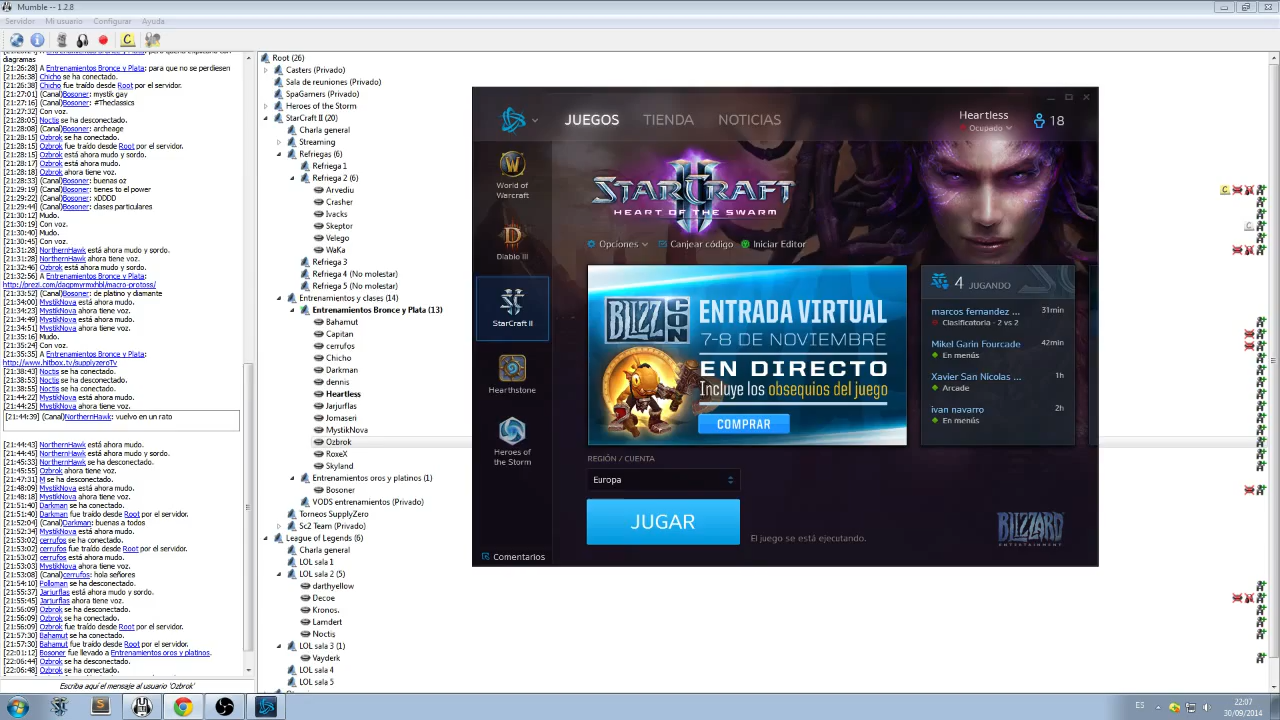 Mumble -- 1.2.8
Servidor Mi usuario Configurar Ayuda
diagramas
[21:26:28] A Entrenamientos Bronce y Plata: para que no se perdiesen
[21:26:38] Chicho se ha conectado.
[21:26:38] Chicho fue traído desde Root por el servidor.
[21:27:01] (Canal)Bosoner: mystik gay
[21:27:16] (Canal)Bosoner: #Theclassics
[21:27:32] Con voz.
[21:28:05] Noctis se ha desconectado.
[21:28:08] (Canal)Bosoner: archeage
[21:28:15] Ozbrok se ha conectado.
[21:28:15] Ozbrok fue traído desde Root por el servidor.
[21:28:15] Ozbrok está ahora mudo y sordo.
[21:28:17] Ozbrok está ahora mudo.
[21:28:18] Ozbrok ahora tiene voz.
[21:28:33] (Canal)Bosoner: buenas oz
[21:29:19] (Canal)Bosoner: tienes to el power
[21:29:22] (Canal)Bosoner: xDDDD
[21:29:44] (Canal)Bosoner: clases particulares
[21:30:12] Mudo.
[21:30:19] Con voz.
[21:30:40] Mudo.
[21:30:45] Con voz.
[21:31:28] NorthernHawk está ahora mudo y sordo.
[21:31:28] NorthernHawk ahora tiene voz.
[21:32:46] Ozbrok está ahora mudo y sordo.
[21:32:56] A Entrenamientos Bronce y Plata:
http://prezi.com/daqpmyrmxhbl/macro-protoss/
[21:33:52] (Canal)Bosoner: de platino y diamante
[21:34:00] MystikNova está ahora mudo.
[21:34:23] MystikNova ahora tiene voz.
[21:34:49] MystikNova está ahora mudo.
[21:34:51] MystikNova ahora tiene voz.
[21:35:16] Mudo.
[21:35:24] Con voz.
[21:35:35] A Entrenamientos Bronce y Plata:
http://www.hitbox.tv/supplyzeroTv
[21:38:43] Noctis se ha conectado.
[21:38:53] Noctis se ha desconectado.
[21:38:55] Noctis se ha conectado.
[21:44:22] MystikNova está ahora mudo.
[21:44:25] MystikNova ahora tiene voz.
[21:44:39] (Canal)NorthernHawk: vuelvo en un rato
[21:44:43] NorthernHawk está ahora mudo.
[21:44:45] NorthernHawk está ahora mudo y sordo.
[21:45:33] NorthernHawk se ha desconectado.
[21:45:55] Ozbrok ahora tiene voz.
[21:47:31] M se ha desconectado.
[21:48:09] MystikNova está ahora mudo.
[21:48:18] MystikNova ahora tiene voz.
[21:51:40] Darkman se ha conectado.
[21:51:40] Darkman fue traído desde Root por el servidor.
[21:52:04] (Canal)Darkman: buenas a todos
[21:52:34] MystikNova está ahora mudo.
[21:53:02] cerrufos se ha conectado.
[21:53:02] cerrufos fue traído desde Root por el servidor.
[21:53:02] cerrufos está ahora mudo.
[21:53:03] MystikNova ahora tiene voz.
[21:53:08] (Canal)cerrufos: hola señores
[21:54:10] Polloman se ha desconectado.
[21:55:37] Jarjurflas está ahora mudo y sordo.
[21:55:45] Jarjurflas ahora tiene voz.
[21:56:09] Ozbrok se ha desconectado.
[21:56:09] Ozbrok se ha conectado.
[21:56:09] Ozbrok fue traído desde Root por el servidor.
[21:57:30] Bahamut se ha conectado.
[21:57:30] Bahamut fue traído desde Root por el servidor.
[22:01:12] Bosoner fue llevado a Entrenamientos oros y platinos.
[22:06:44] Ozbrok se ha desconectado.
[22:06:48] Ozbrok se ha conectado.
Escriba aquí el mensaje al usuario 'Ozbrok'
Root (26)
Casters (Privado)
Sala de reuniones (Privado)
SpaGamers (Privado)
Heroes of the Storm
StarCraft II (20)
Charla general
Streaming
Refriegas (6)
Refriega 1
Refriega 2 (6)
Arvediu
Crasher
Ivacks
Skeptor
Velego
WaKa
Refriega 3
Refriega 4 (No molestar)
Refriega 5 (No molestar)
Entrenamientos y clases (14)
Entrenamientos Bronce y Plata (13)
Bahamut
Capitan
cerrufos
Chicho
Darkman
dennis
Heartless
Jarjurflas
Jomaseri
MystikNova
Ozbrok
RoxeX
Skyland
Entrenamientos oros y platinos (1)
Bosoner
VODS entrenamientos (Privado)
Torneos SupplyZero
Sc2 Team (Privado)
League of Legends (6)
Charla general
LOL sala 1
LOL sala 2 (5)
darthyellow
Decoe
Kronos.
Lamdert
Noctis
LOL sala 3 (1)
Vayderk
LOL sala 4
LOL sala 5
JUEGOS TIENDA NOTICIAS
Heartless
Ocupado
18
World of
Warcraft
Diablo III
StarCraft II
Hearthstone
Heroes of
the Storm
Comentarios
STARCRAFT II
HEART OF THE SWARM
Opciones Canjear código Iniciar Editor
BLIZZCON
ENTRADA VIRTUAL
7-8 DE NOVIEMBRE
EN DIRECTO
Incluye los obsequios del juego
COMPRAR
4 JUGANDO
marcos fernandez ... 31min
Clasificatoria - 2 vs 2
Mikel Garin Fourcade 42min
En menús
Xavier San Nicolas ... 1h
Arcade
ivan navarro 2h
En menús
REGIÓN / CUENTA
Europa
JUGAR
El juego se está ejecutando.
BLIZZARD
ENTERTAINMENT
ES
22:07
30/09/2014